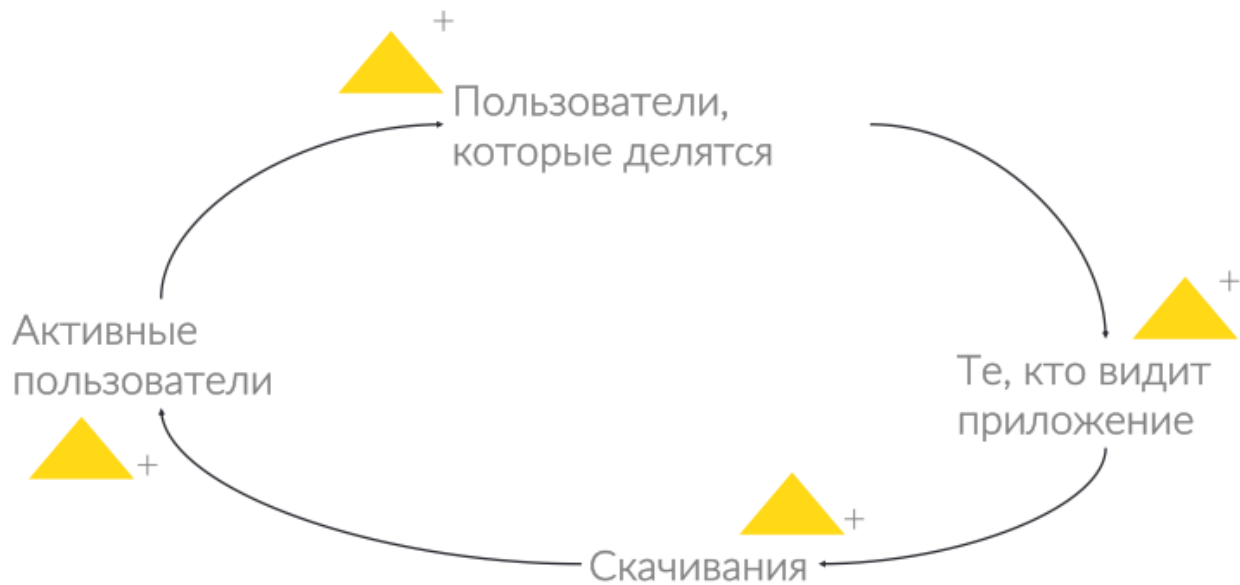 +
Пользователи,
которые делятся
+
Активные
пользователи
Те, кто видит
приложение
+
+
Скачивания